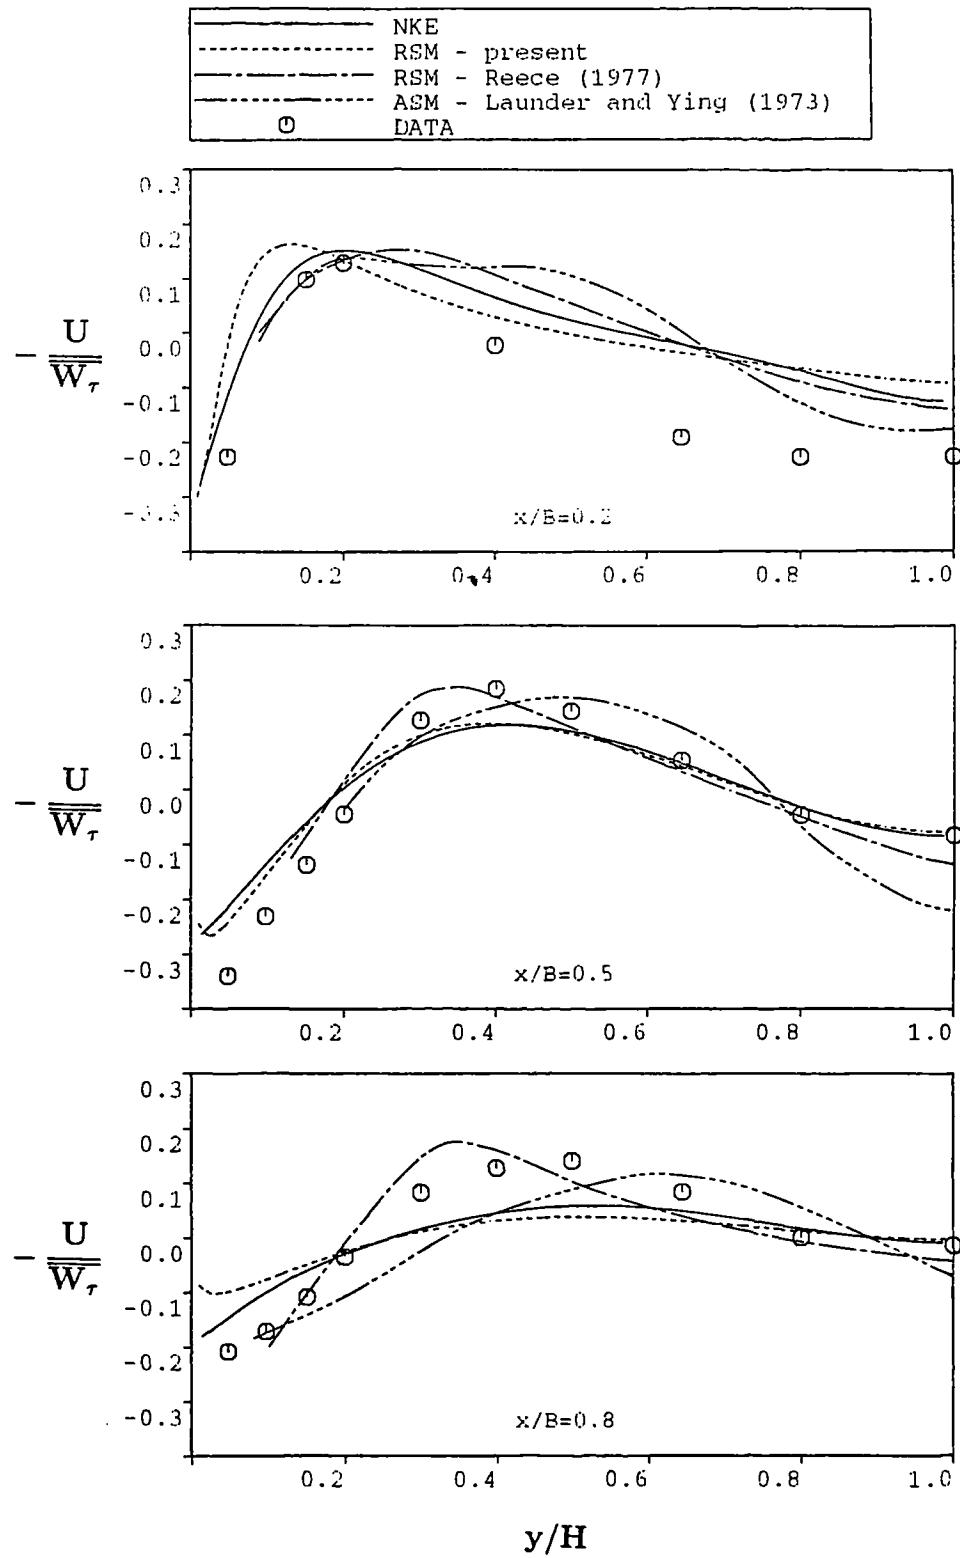 NKE
RSM - present
RSM - Reece (1977)
ASM - Launder and Ying (1973)
DATA
0.3
0.2
0.1
0.0
-0.1
-0.2
-0.3
- U
W τ
x/B=0.2
0.2 0.4 0.6 0.8 1.0
0.3
0.2
0.1
0.0
-0.1
-0.2
-0.3
- U
W τ
x/B=0.5
0.2 0.4 0.6 0.8 1.0
0.3
0.2
0.1
0.0
-0.1
-0.2
-0.3
- U
W τ
x/B=0.8
0.2 0.4 0.6 0.8 1.0
y/H